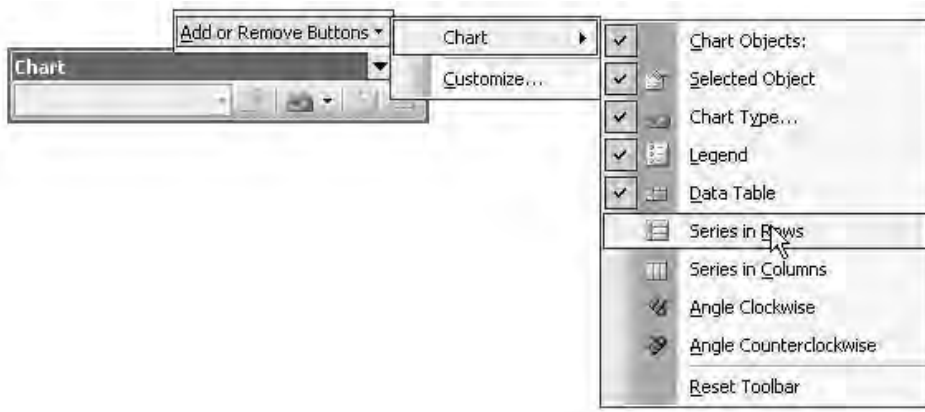 Add or Remove Buttons
Chart
Chart
Customize...
Chart Objects:
Selected Object
Chart Type...
Legend
Data Table
Series in Rows
Series in Columns
Angle Clockwise
Angle Counterclockwise
Reset Toolbar